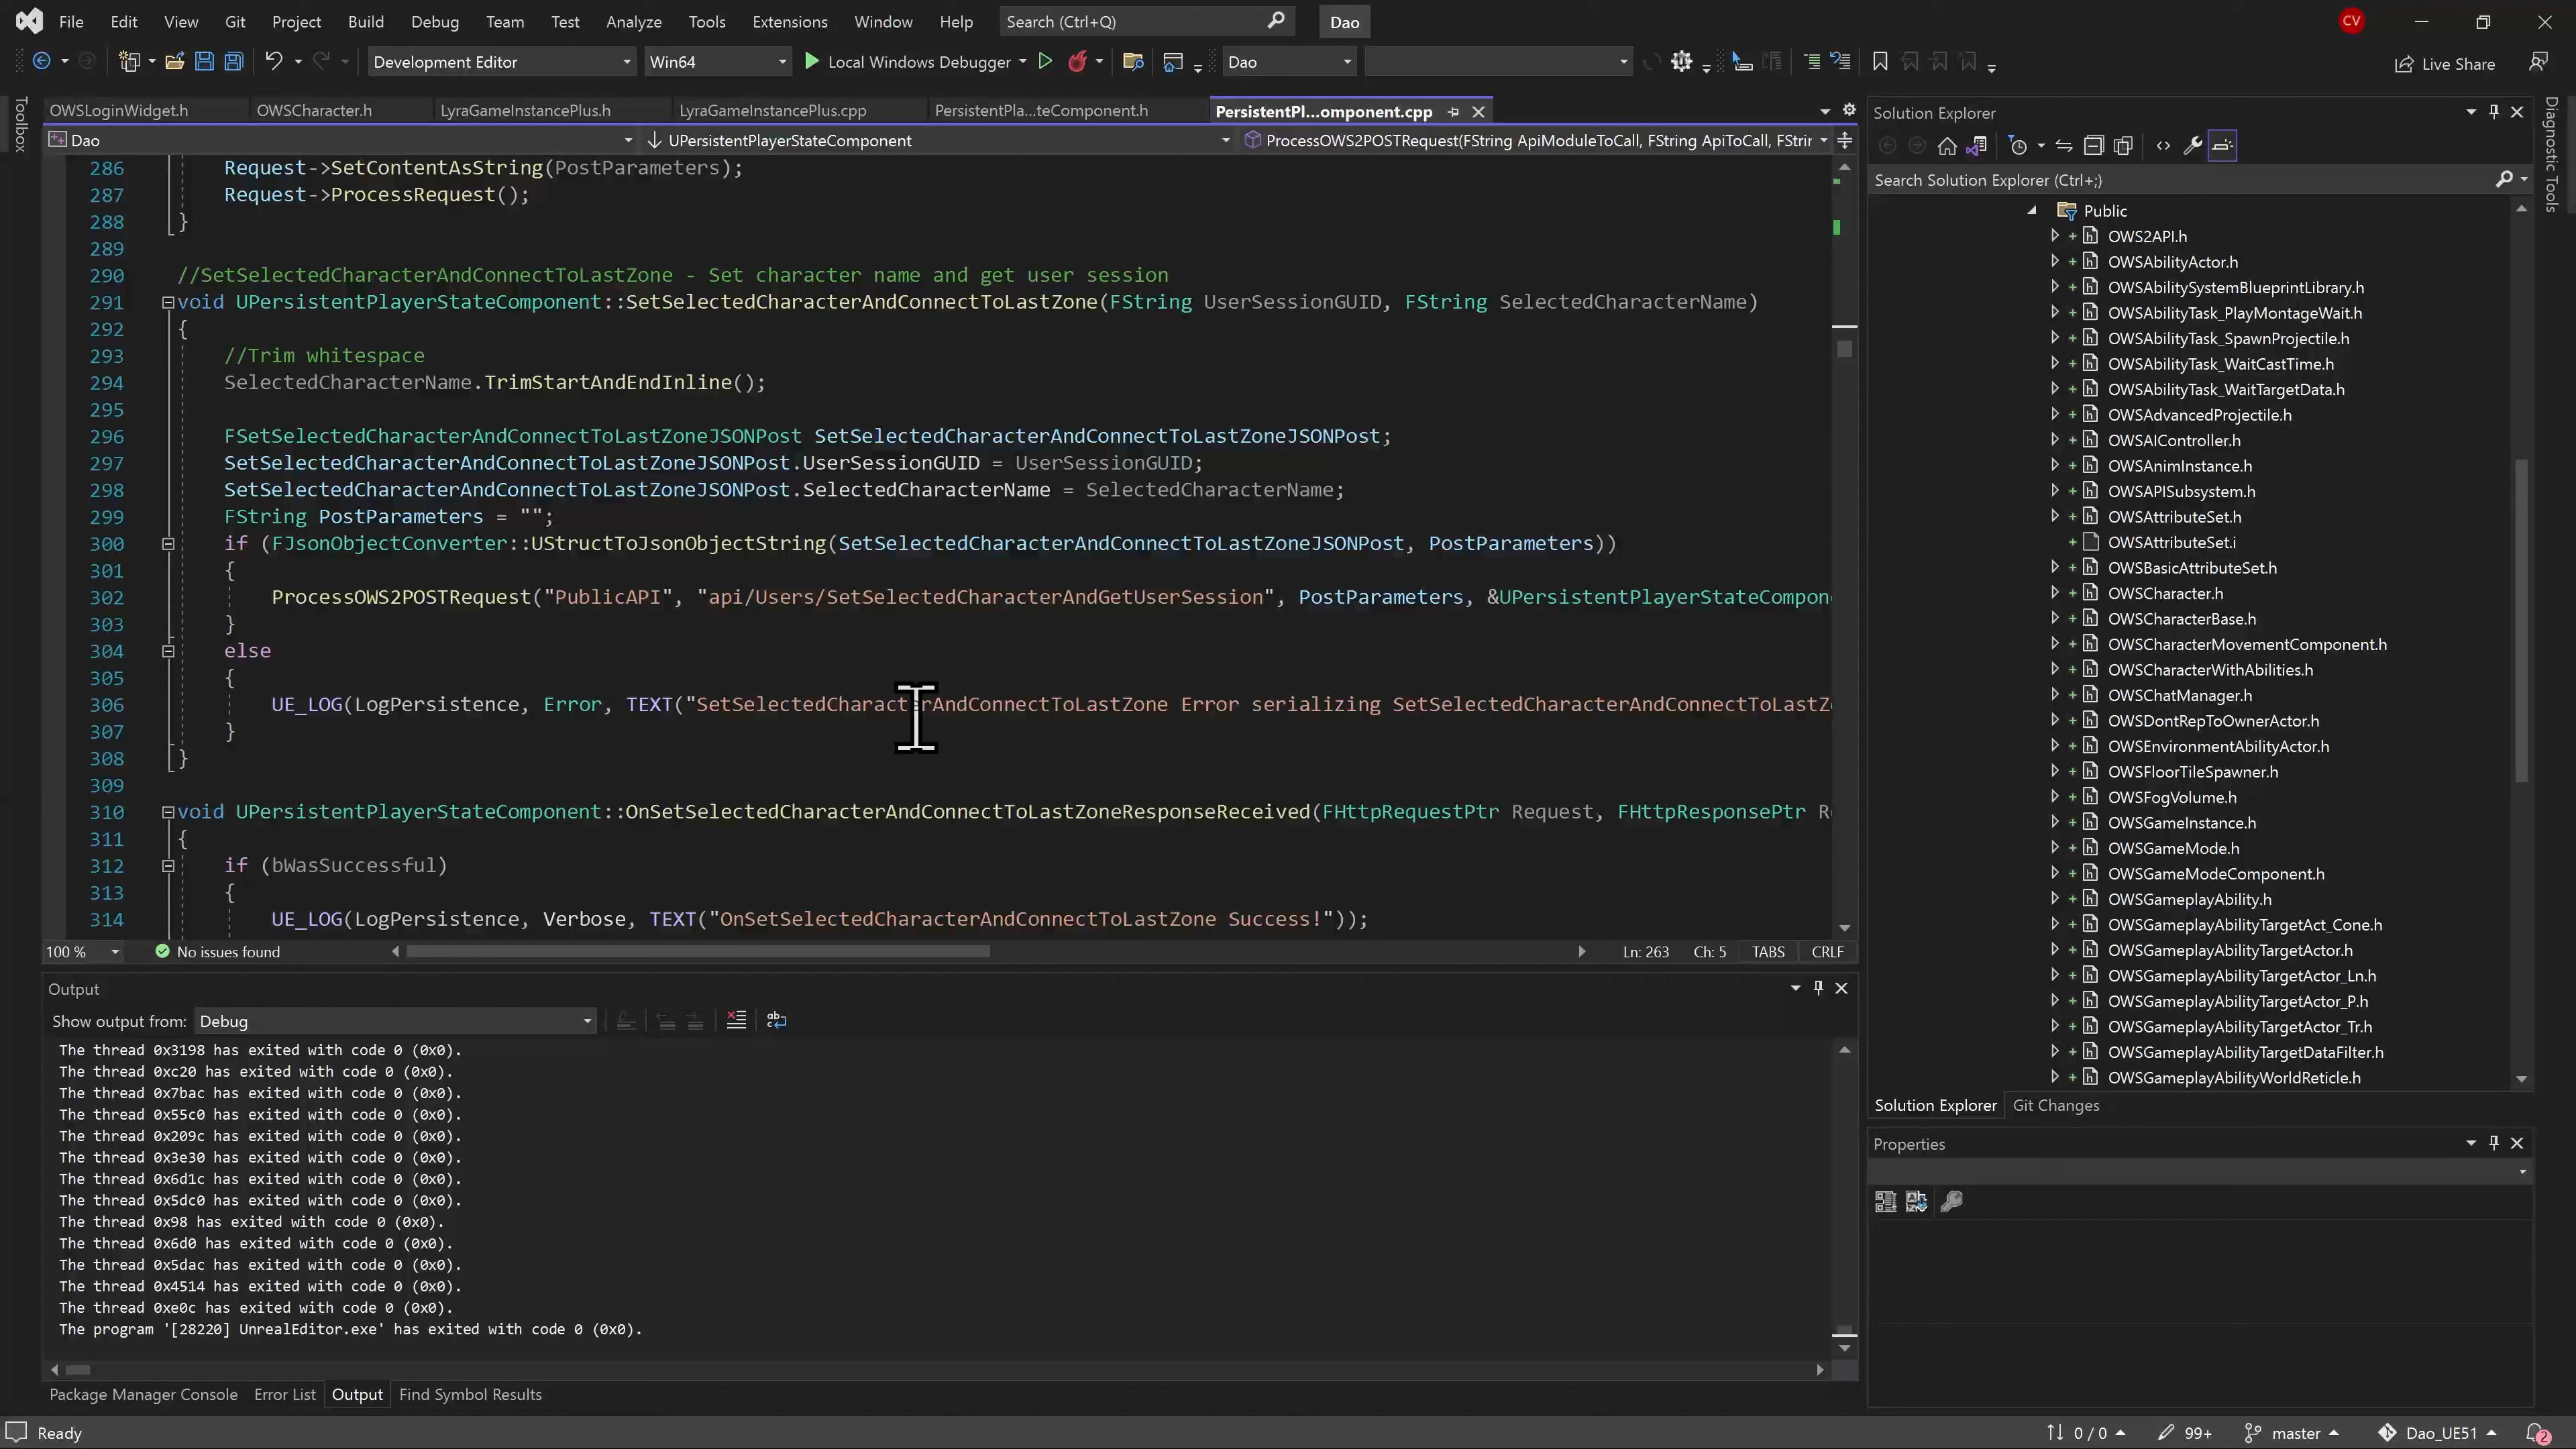 File Edit View Git Project Build Debug Team Test Analyze Tools Extensions Window Help Search (Ctrl+Q) Dao CV
Development Editor Win64 Local Windows Debugger Dao Live Share
Toolbox
OWSLoginWidget.h OWSCharacter.h LyraGameInstancePlus.h LyraGameInstancePlus.cpp PersistentPla...teComponent.h PersistentPl...omponent.cpp
Dao UPersistentPlayerStateComponent ProcessOWS2POSTRequest(FString ApiModuleToCall, FString ApiToCall, FStrir
286 Request->SetContentAsString(PostParameters);
287 Request->ProcessRequest();
288 }
289
290 //SetSelectedCharacterAndConnectToLastZone - Set character name and get user session
291 void UPersistentPlayerStateComponent::SetSelectedCharacterAndConnectToLastZone(FString UserSessionGUID, FString SelectedCharacterName)
292 {
293 //Trim whitespace
294 SelectedCharacterName.TrimStartAndEndInline();
295
296 FSetSelectedCharacterAndConnectToLastZoneJSONPost SetSelectedCharacterAndConnectToLastZoneJSONPost;
297 SetSelectedCharacterAndConnectToLastZoneJSONPost.UserSessionGUID = UserSessionGUID;
298 SetSelectedCharacterAndConnectToLastZoneJSONPost.SelectedCharacterName = SelectedCharacterName;
299 FString PostParameters = "";
300 if (FJsonObjectConverter::UStructToJsonObjectString(SetSelectedCharacterAndConnectToLastZoneJSONPost, PostParameters))
301 {
302 ProcessOWS2POSTRequest("PublicAPI", "api/Users/SetSelectedCharacterAndGetUserSession", PostParameters, &UPersistentPlayerStateCompon
303 }
304 else
305 {
306 UE_LOG(LogPersistence, Error, TEXT("SetSelectedCharacterAndConnectToLastZone Error serializing SetSelectedCharacterAndConnectToLastZ
307 }
308 }
309
310 void UPersistentPlayerStateComponent::OnSetSelectedCharacterAndConnectToLastZoneResponseReceived(FHttpRequestPtr Request, FHttpResponsePtr R
311 {
312 if (bWasSuccessful)
313 {
314 UE_LOG(LogPersistence, Verbose, TEXT("OnSetSelectedCharacterAndConnectToLastZone Success!"));
100 % No issues found Ln: 263 Ch: 5 TABS CRLF
Output
Show output from: Debug
The thread 0x3198 has exited with code 0 (0x0).
The thread 0xc20 has exited with code 0 (0x0).
The thread 0x7bac has exited with code 0 (0x0).
The thread 0x55c0 has exited with code 0 (0x0).
The thread 0x209c has exited with code 0 (0x0).
The thread 0x3e30 has exited with code 0 (0x0).
The thread 0x6d1c has exited with code 0 (0x0).
The thread 0x5dc0 has exited with code 0 (0x0).
The thread 0x98 has exited with code 0 (0x0).
The thread 0x6d0 has exited with code 0 (0x0).
The thread 0x5dac has exited with code 0 (0x0).
The thread 0x4514 has exited with code 0 (0x0).
The thread 0xe0c has exited with code 0 (0x0).
The program '[28220] UnrealEditor.exe' has exited with code 0 (0x0).
Package Manager Console Error List Output Find Symbol Results
Solution Explorer
Search Solution Explorer (Ctrl+;)
Public
OWS2API.h
OWSAbilityActor.h
OWSAbilitySystemBlueprintLibrary.h
OWSAbilityTask_PlayMontageWait.h
OWSAbilityTask_SpawnProjectile.h
OWSAbilityTask_WaitCastTime.h
OWSAbilityTask_WaitTargetData.h
OWSAdvancedProjectile.h
OWSAIController.h
OWSAnimInstance.h
OWSAPISubsystem.h
OWSAttributeSet.h
OWSAttributeSet.i
OWSBasicAttributeSet.h
OWSCharacter.h
OWSCharacterBase.h
OWSCharacterMovementComponent.h
OWSCharacterWithAbilities.h
OWSChatManager.h
OWSDontRepToOwnerActor.h
OWSEnvironmentAbilityActor.h
OWSFloorTileSpawner.h
OWSFogVolume.h
OWSGameInstance.h
OWSGameMode.h
OWSGameModeComponent.h
OWSGameplayAbility.h
OWSGameplayAbilityTargetAct_Cone.h
OWSGameplayAbilityTargetActor.h
OWSGameplayAbilityTargetActor_Ln.h
OWSGameplayAbilityTargetActor_P.h
OWSGameplayAbilityTargetActor_Tr.h
OWSGameplayAbilityTargetDataFilter.h
OWSGameplayAbilityWorldReticle.h
Solution Explorer Git Changes
Properties
Diagnostic Tools
Ready 0 / 0 99+ master Dao_UE51 2